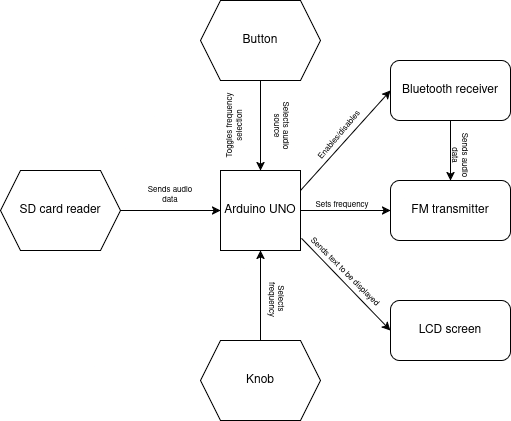 Button
Toggles frequency
selection
Selects audio
source
Enables/disables
Bluetooth receiver
Sends audio
data
SD card reader
Sends audio
data
Arduino UNO
Sets frequency
FM transmitter
Sends text to be displayed
Selects
frequency
LCD screen
Knob